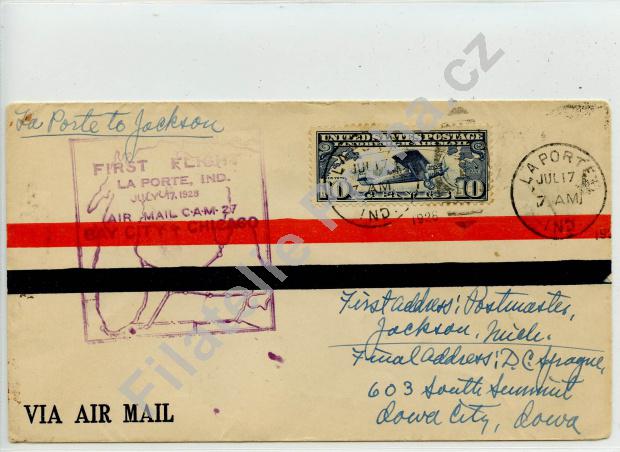 La Porte to Jackson
FIRST FLIGHT
LA PORTE, IND.
JULY 17, 1928
AIR MAIL C·A·M· 27
BAY CITY CHICAGO
UNITED STATES POSTAGE
LINDBERGH AIR MAIL
10 10
JUL 17
7 AM
IND.
1928
LA PORTE
JUL 17
7 AM
IND.
First address: Postmaster,
Jackson, Mich.
Final address: D.C. Sprague,
603 South Summit
Iowa City, Iowa
VIA AIR MAIL
Filatelie .cz